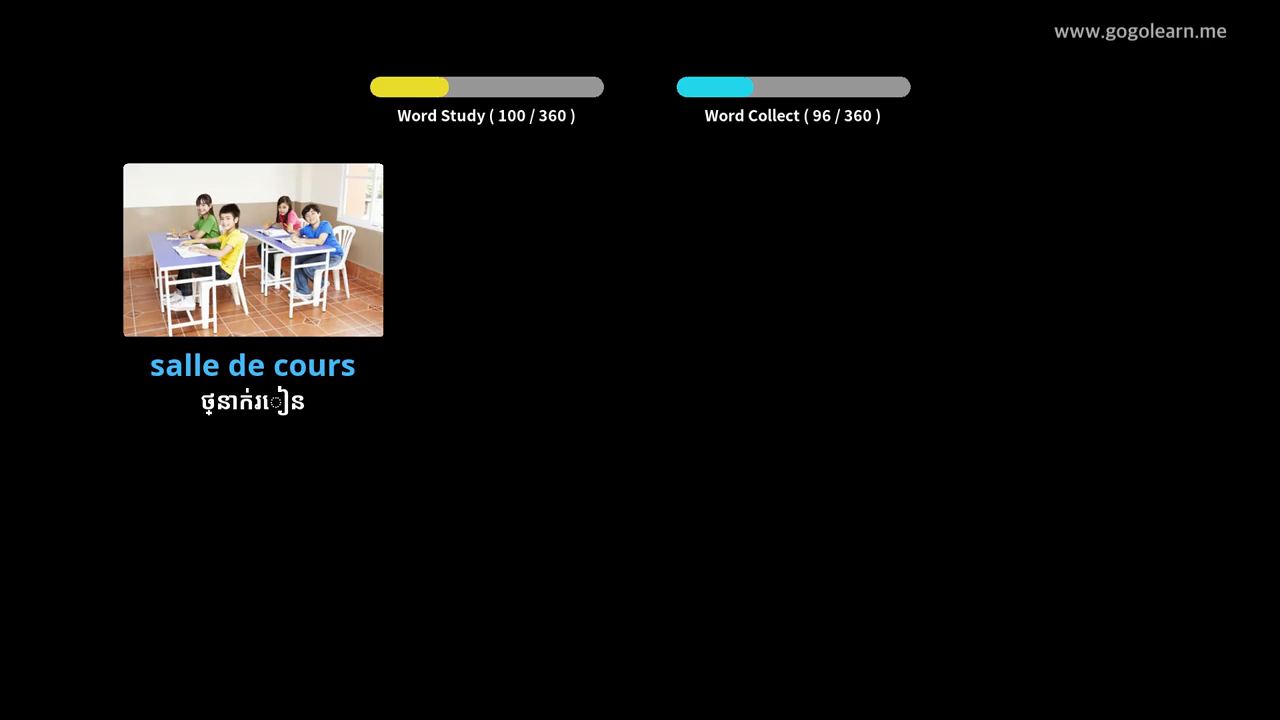 www.gogolearn.me
Word Study ( 100 / 360 )
Word Collect ( 96 / 360 )
salle de cours
ថ្នាក់រៀន